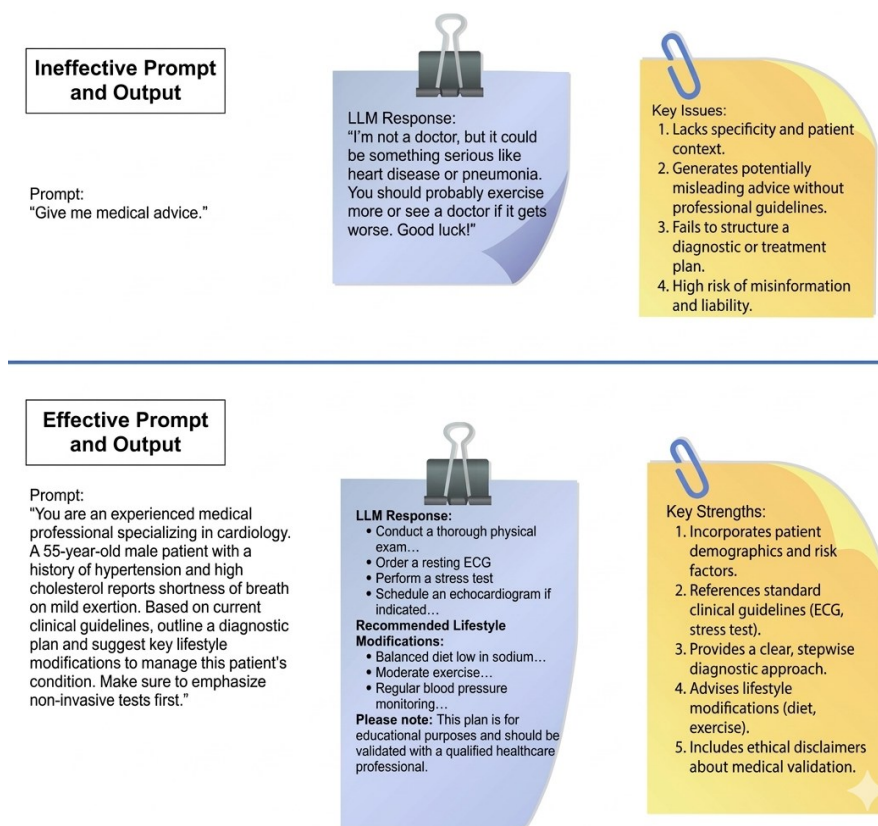 Ineffective Prompt
and Output
Prompt:
“Give me medical advice.”
LLM Response:
“I’m not a doctor, but it could
be something serious like
heart disease or pneumonia.
You should probably exercise
more or see a doctor if it gets
worse. Good luck!”
Key Issues:
1. Lacks specificity and patient
context.
2. Generates potentially
misleading advice without
professional guidelines.
3. Fails to structure a
diagnostic or treatment
plan.
4. High risk of misinformation
and liability.
Effective Prompt
and Output
Prompt:
“You are an experienced medical
professional specializing in cardiology.
A 55-year-old male patient with a
history of hypertension and high
cholesterol reports shortness of breath
on mild exertion. Based on current
clinical guidelines, outline a diagnostic
plan and suggest key lifestyle
modifications to manage this patient’s
condition. Make sure to emphasize
non-invasive tests first.”
LLM Response:
• Conduct a thorough physical
exam…
• Order a resting ECG
• Perform a stress test
• Schedule an echocardiogram if
indicated…
Recommended Lifestyle
Modifications:
• Balanced diet low in sodium…
• Moderate exercise…
• Regular blood pressure
monitoring…
Please note: This plan is for
educational purposes and should be
validated with a qualified healthcare
professional.
Key Strengths:
1. Incorporates patient
demographics and risk
factors.
2. References standard
clinical guidelines (ECG,
stress test).
3. Provides a clear, stepwise
diagnostic approach.
4. Advises lifestyle
modifications (diet,
exercise).
5. Includes ethical disclaimers
about medical validation.